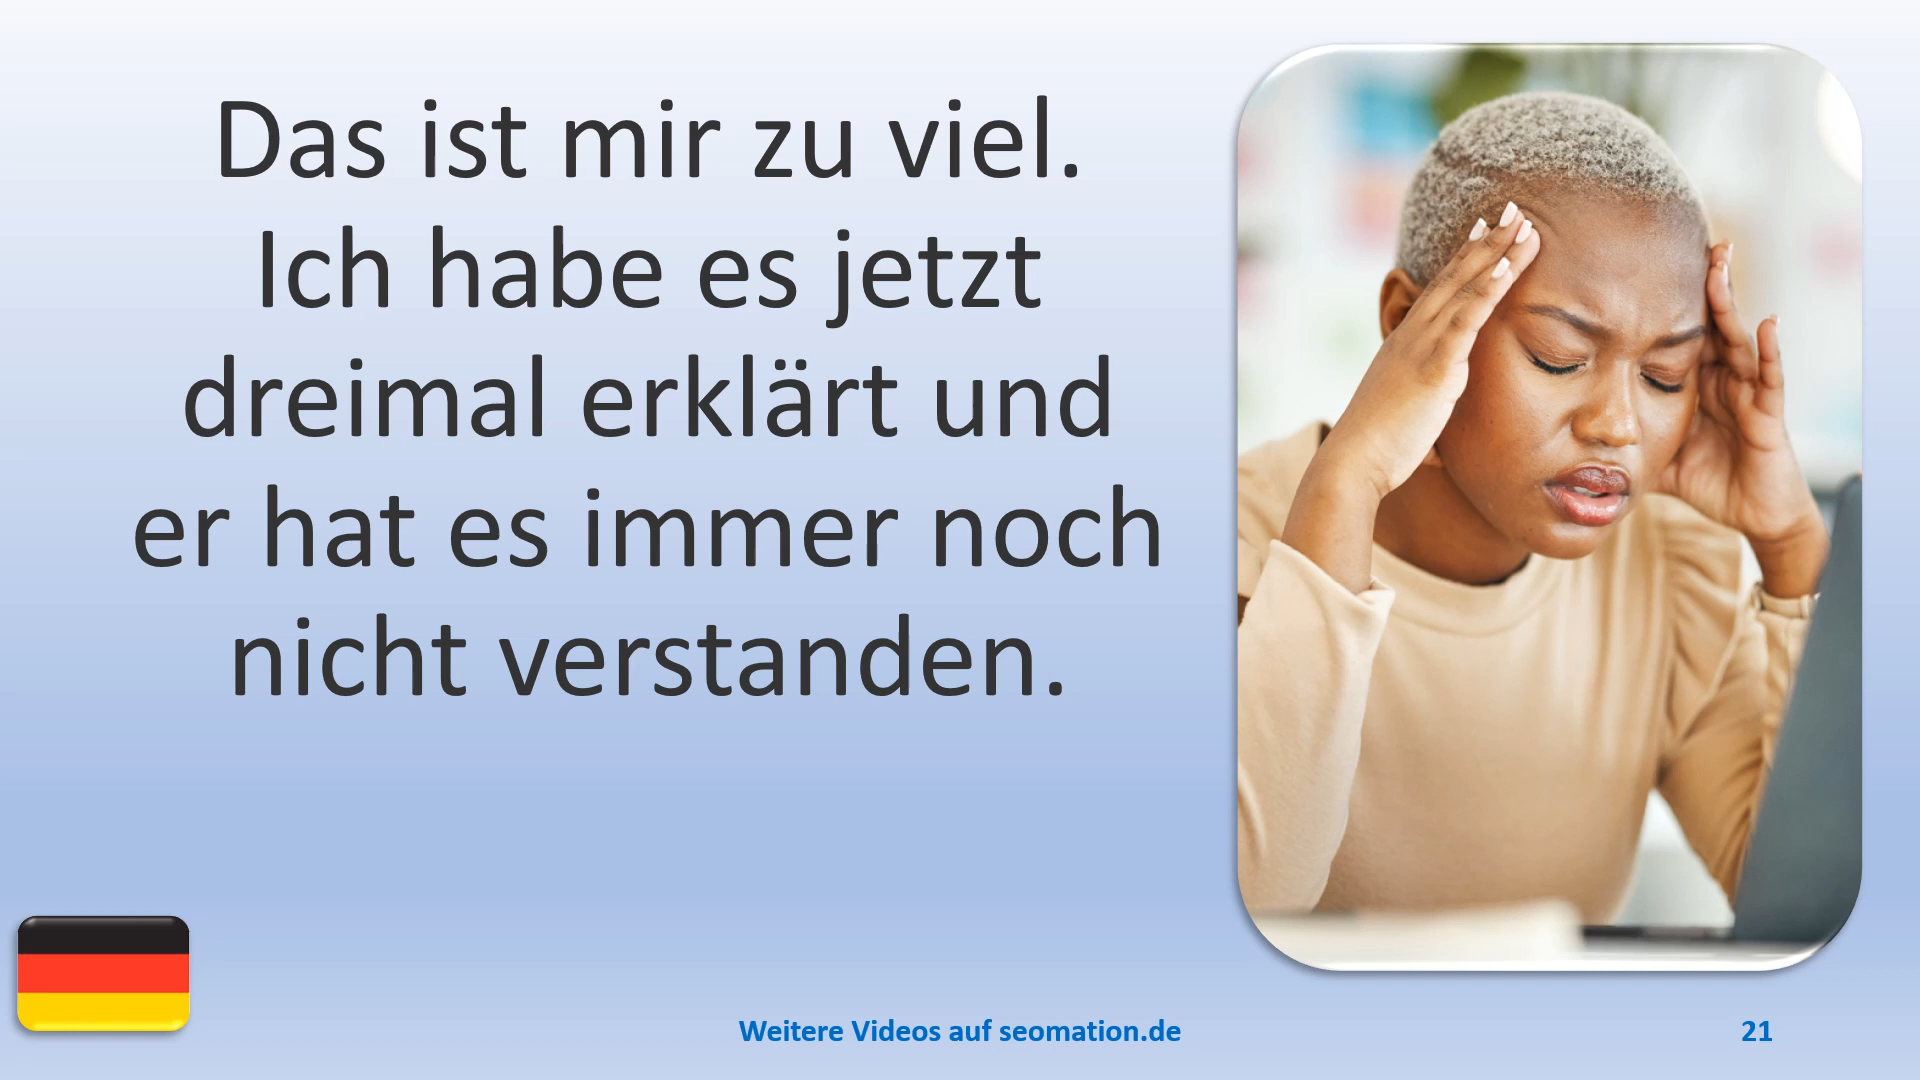 Das ist mir zu viel.
Ich habe es jetzt
dreimal erklärt und
er hat es immer noch
nicht verstanden.
Weitere Videos auf seomation.de
21